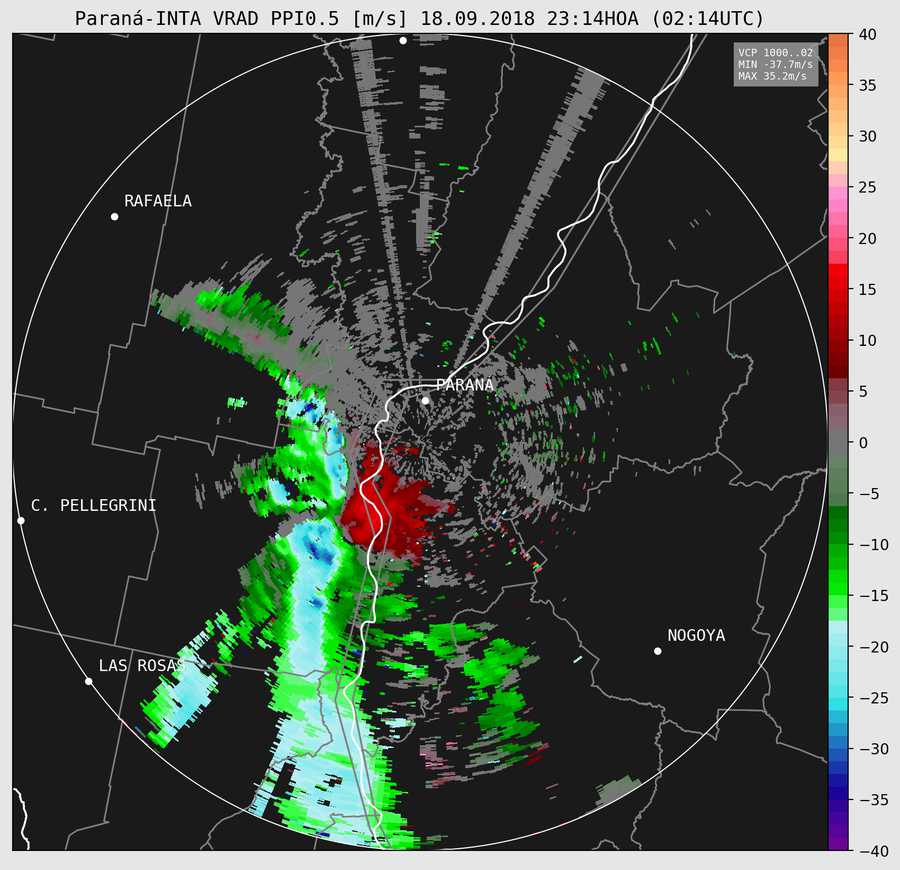 Paraná-INTA VRAD PPI0.5 [m/s] 18.09.2018 23:14HOA (02:14UTC)
VCP 1000..02
MIN -37.7m/s
MAX 35.2m/s
RAFAELA
PARANA
C. PELLEGRINI
NOGOYA
LAS ROSAS
40
35
30
25
20
15
10
5
0
−5
−10
−15
−20
−25
−30
−35
−40